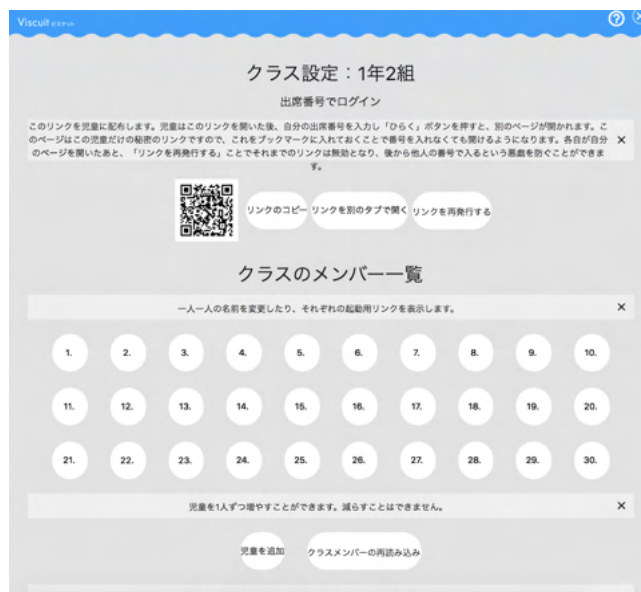 Viscuit ビスケット
?
×
クラス設定：1年2組
出席番号でログイン
このリンクを児童に配布します。児童はこのリンクを開いた後、自分の出席番号を入力し「ひらく」ボタンを押すと、別のページが開かれます。こ
のページはこの児童だけの秘密のリンクですので、これをブックマークに入れておくことで番号を入れなくても開けるようになります。各自が自分
のページを開いたあと、「リンクを再発行する」ことでそれまでのリンクは無効となり、後から他人の番号で入るという悪戯を防ぐことができま
す。
×
リンクのコピー リンクを別のタブで開く リンクを再発行する
クラスのメンバー一覧
一人一人の名前を変更したり、それぞれの起動用リンクを表示します。 ×
1. 2. 3. 4. 5. 6. 7. 8. 9. 10.
11. 12. 13. 14. 15. 16. 17. 18. 19. 20.
21. 22. 23. 24. 25. 26. 27. 28. 29. 30.
児童を1人ずつ増やすことができます。減らすことはできません。 ×
児童を追加 クラスメンバーの再読み込み